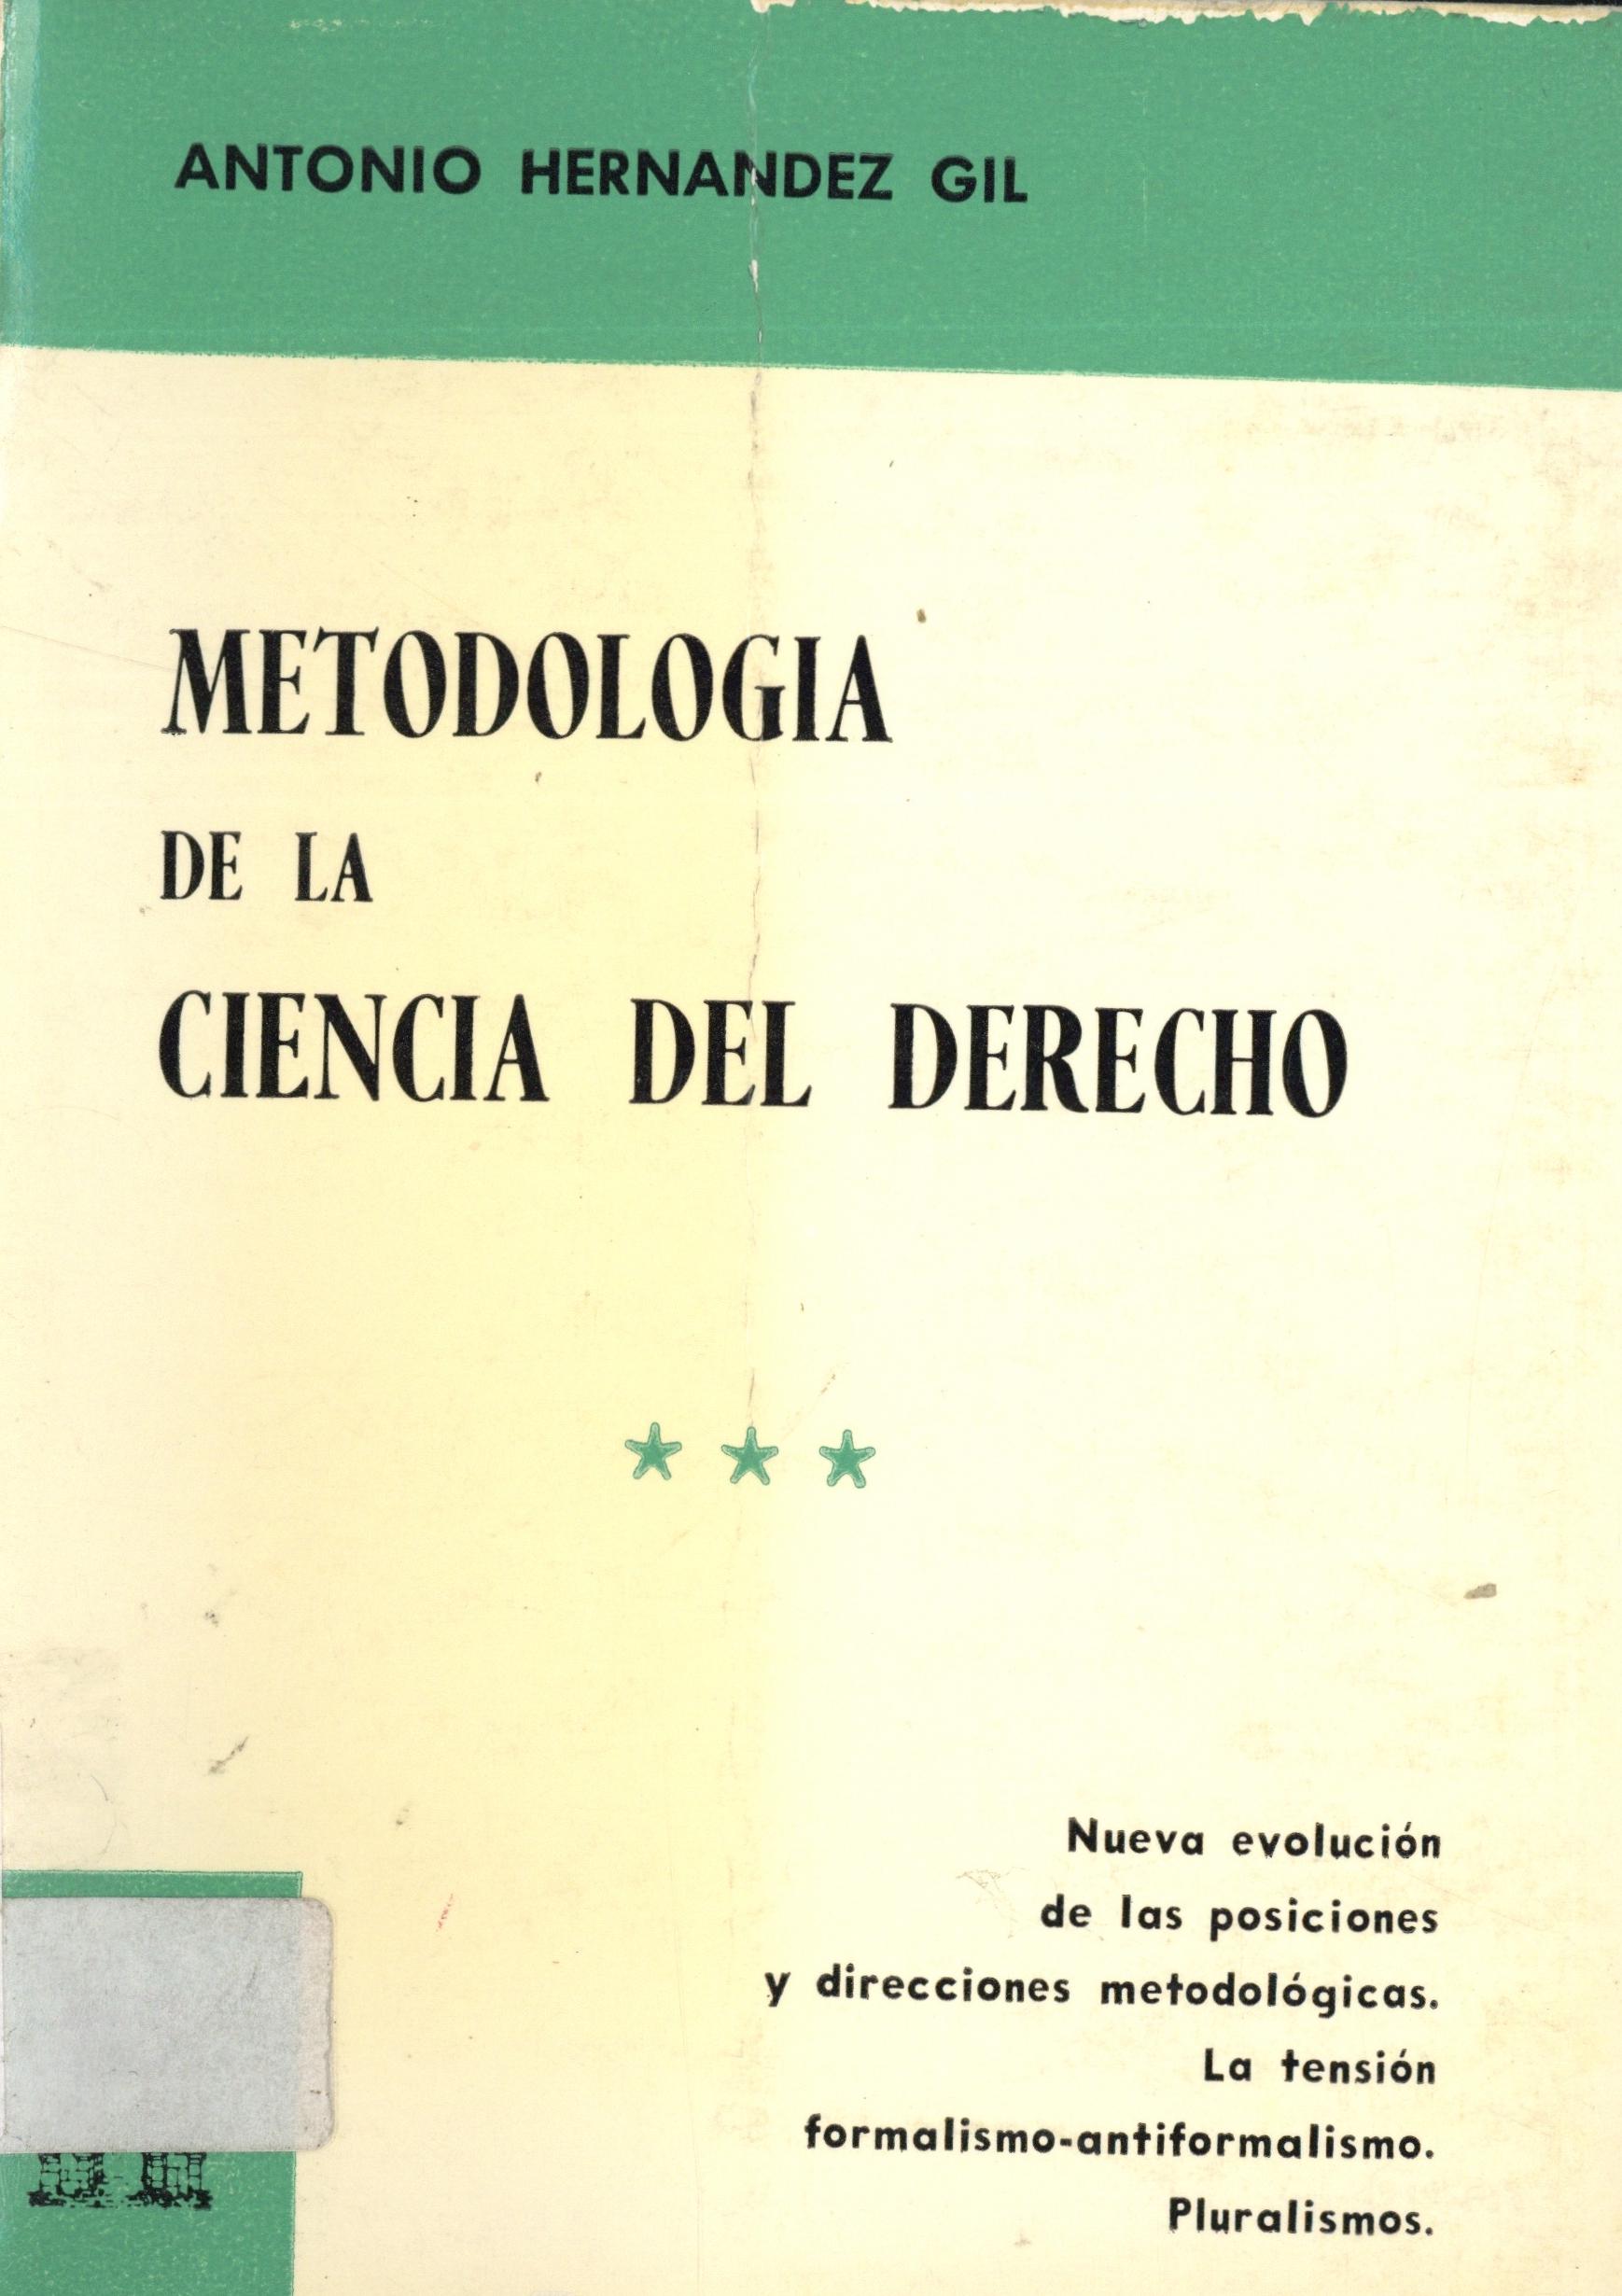 ANTONIO HERNANDEZ GIL
METODOLOGIA
DE LA
CIENCIA DEL DERECHO
* * *
Nueva evolución
de las posiciones
y direcciones metodológicas.
La tensión
formalismo-antiformalismo.
Pluralismos.